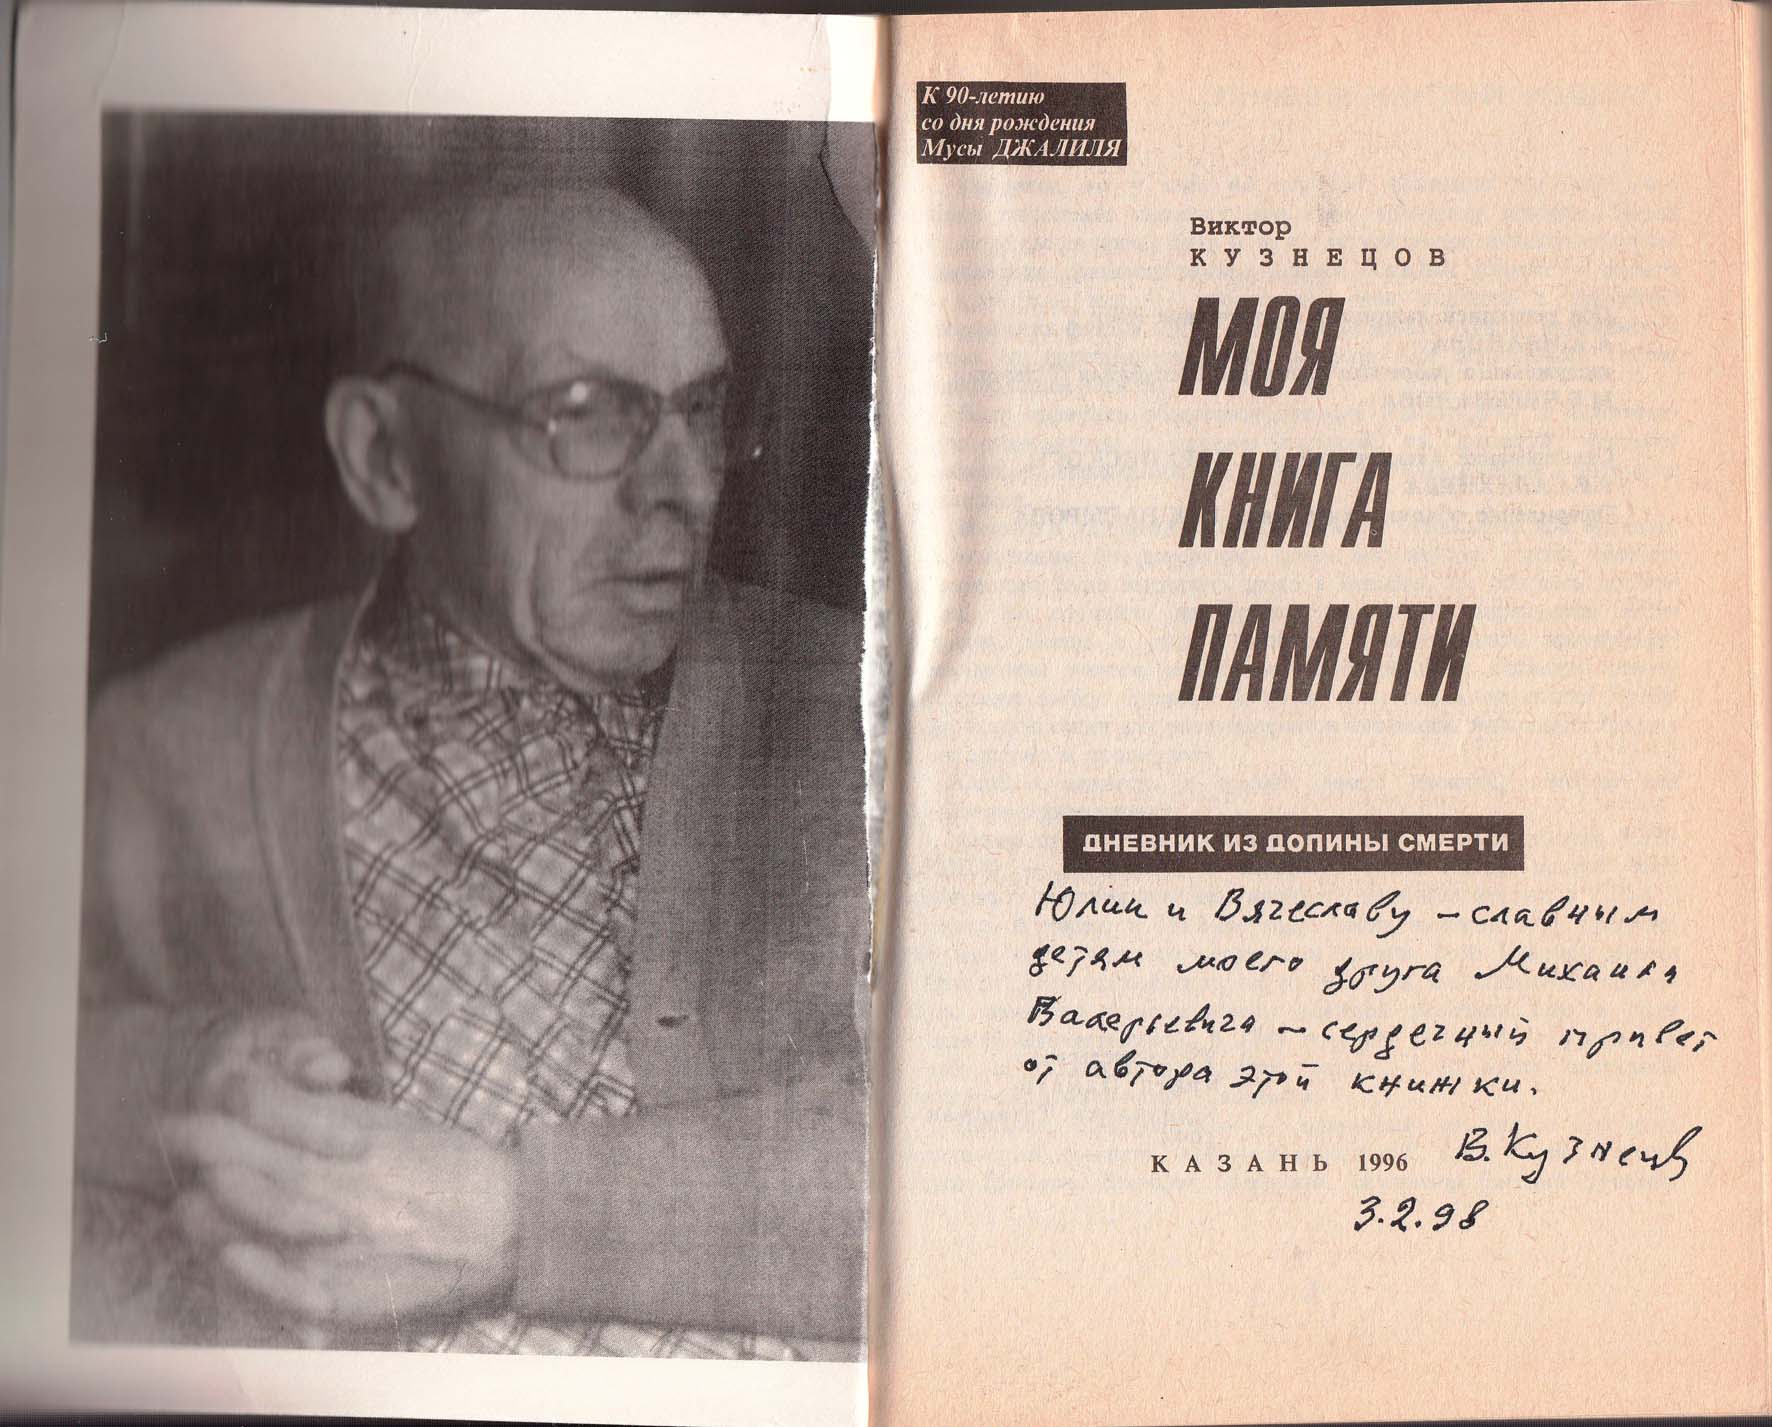 К 90-летию
со дня рождения
Мусы ДЖАЛИЛЯ
Виктор
КУЗНЕЦОВ
МОЯ
КНИГА
ПАМЯТИ
ДНЕВНИК ИЗ ДОЛИНЫ СМЕРТИ
Юлии и Вячеславу – славным
детям моего друга Михаила
Валерьевича – сердечный привет
от автора этой книжки.
КАЗАНЬ 1996 В. Кузнецов
3.2.98